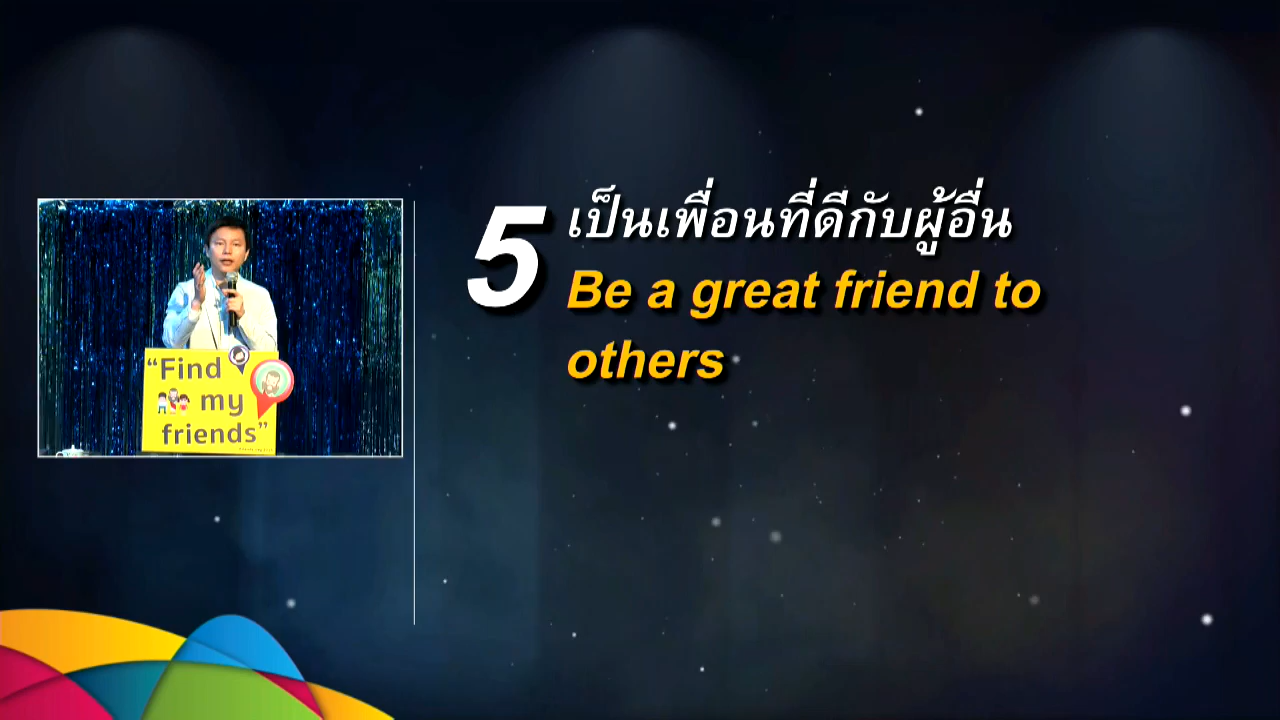 5
เป็นเพื่อนที่ดีกับผู้อื่น
Be a great friend to
others
“Find
my
friends”